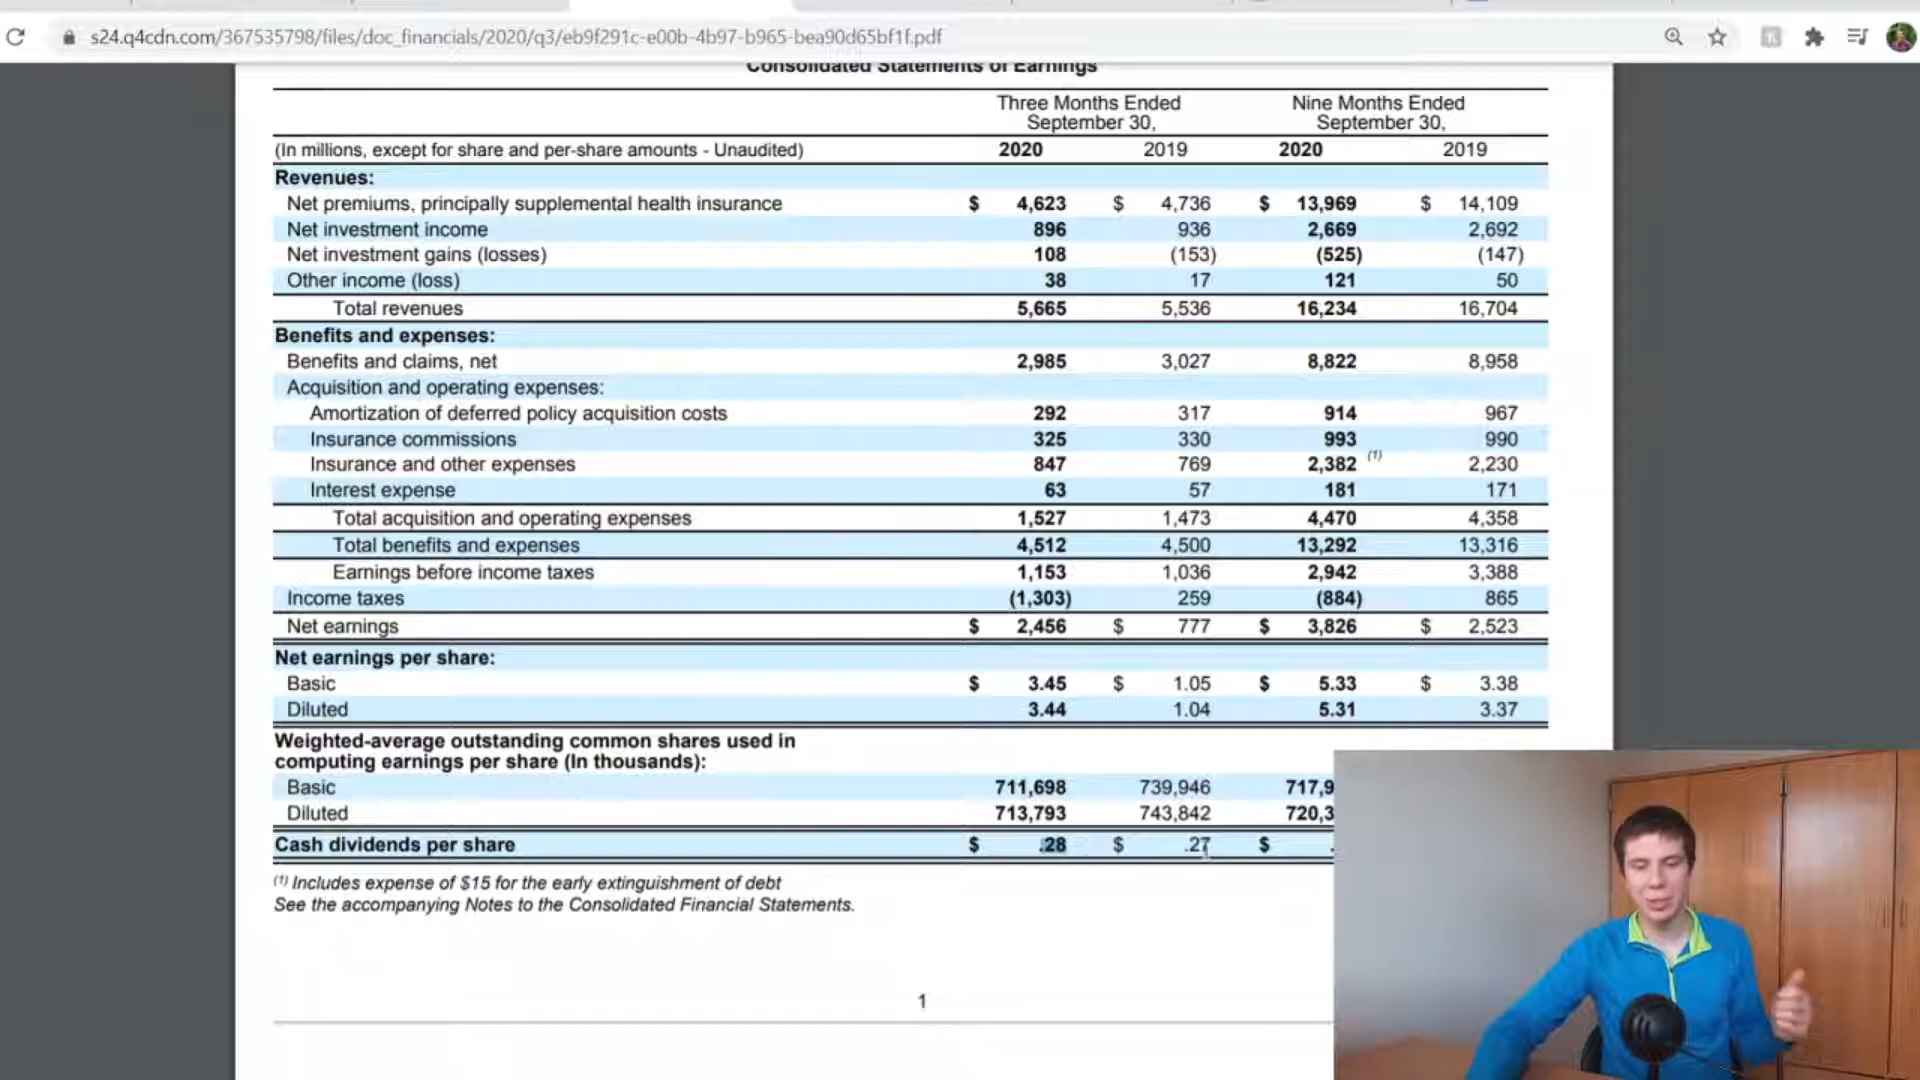 s24.q4cdn.com/367535798/files/doc_financials/2020/q3/eb9f291c-e00b-4b97-b965-bea90d65bf1f.pdf
Consolidated Statements of Earnings
Three Months Ended September 30, Nine Months Ended September 30,
(In millions, except for share and per-share amounts - Unaudited) 2020 2019 2020 2019
Revenues:
Net premiums, principally supplemental health insurance $ 4,623 $ 4,736 $ 13,969 $ 14,109
Net investment income 896 936 2,669 2,692
Net investment gains (losses) 108 (153) (525) (147)
Other income (loss) 38 17 121 50
Total revenues 5,665 5,536 16,234 16,704
Benefits and expenses:
Benefits and claims, net 2,985 3,027 8,822 8,958
Acquisition and operating expenses:
Amortization of deferred policy acquisition costs 292 317 914 967
Insurance commissions 325 330 993 990
Insurance and other expenses 847 769 2,382 (1) 2,230
Interest expense 63 57 181 171
Total acquisition and operating expenses 1,527 1,473 4,470 4,358
Total benefits and expenses 4,512 4,500 13,292 13,316
Earnings before income taxes 1,153 1,036 2,942 3,388
Income taxes (1,303) 259 (884) 865
Net earnings $ 2,456 $ 777 $ 3,826 $ 2,523
Net earnings per share:
Basic $ 3.45 $ 1.05 $ 5.33 $ 3.38
Diluted 3.44 1.04 5.31 3.37
Weighted-average outstanding common shares used in
computing earnings per share (In thousands):
Basic 711,698 739,946 717,9
Diluted 713,793 743,842 720,3
Cash dividends per share $ .28 $ .27 $ .
(1) Includes expense of $15 for the early extinguishment of debt
See the accompanying Notes to the Consolidated Financial Statements.
1